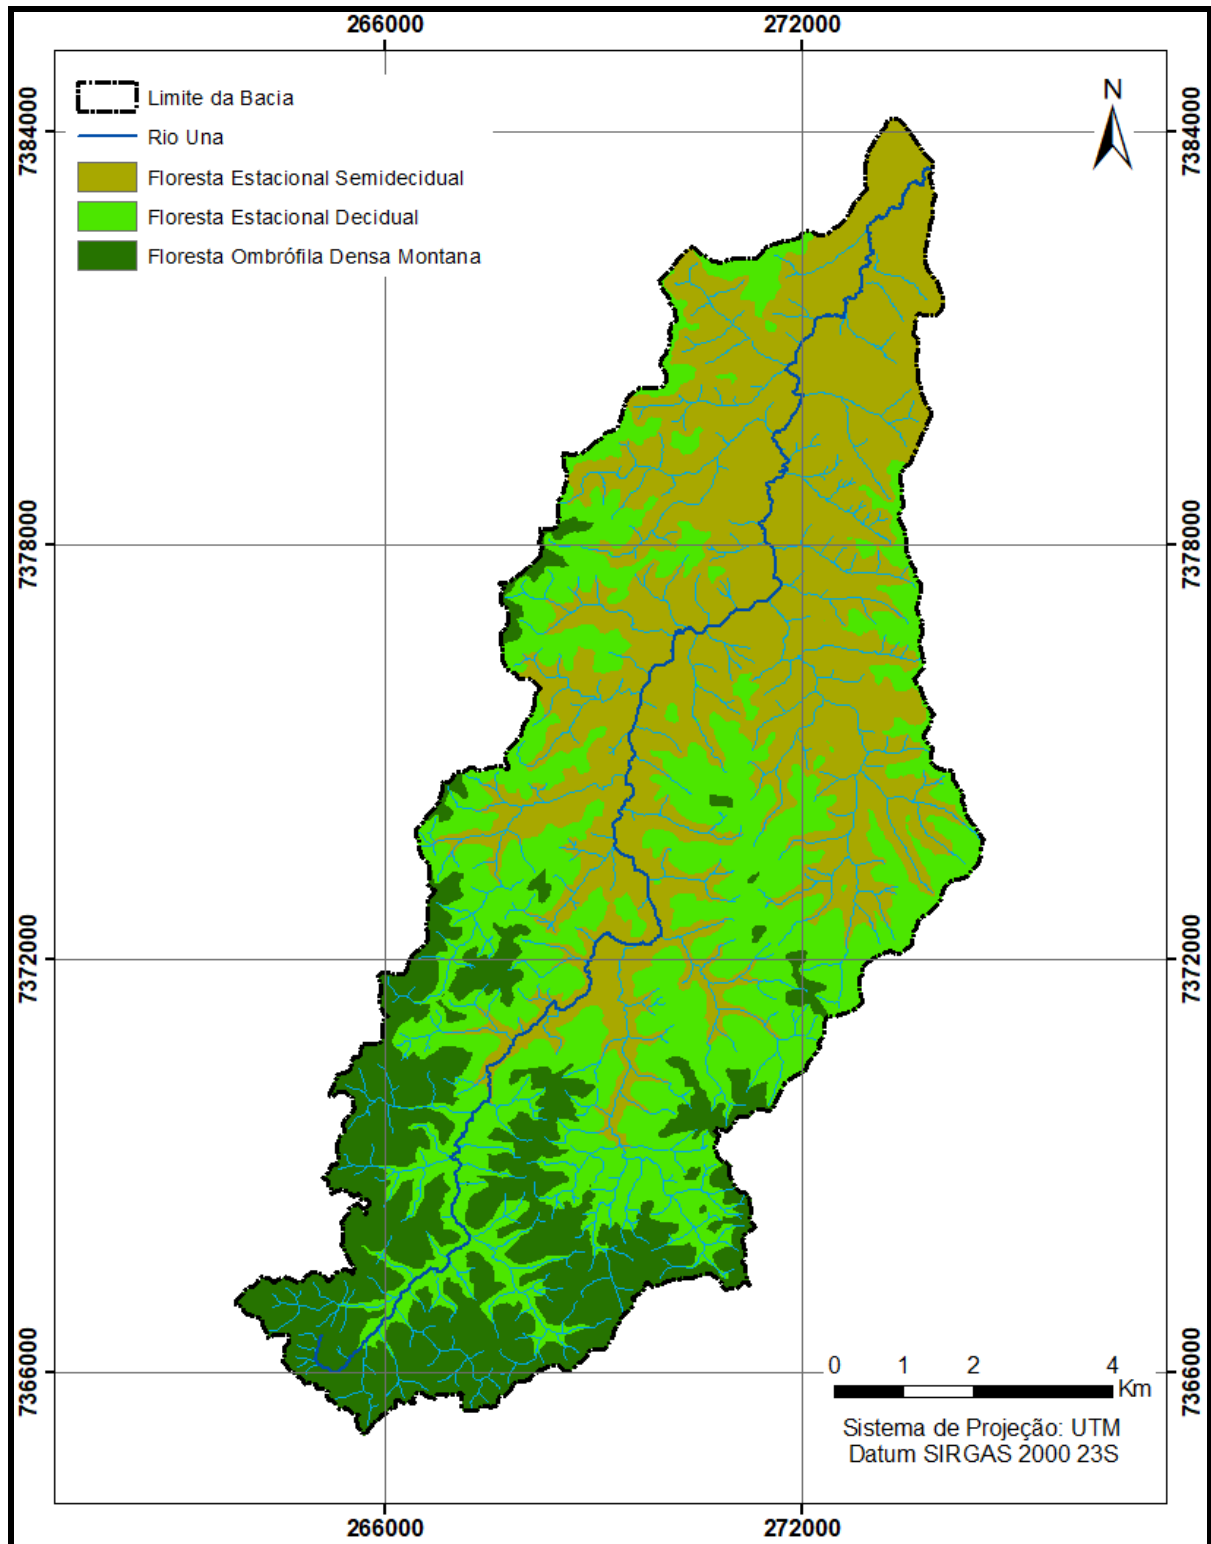 266000
272000
7384000
7384000
Limite da Bacia
Rio Una
Floresta Estacional Semidecidual
Floresta Estacional Decidual
Floresta Ombrófila Densa Montana
N
7378000
7378000
7372000
7372000
7366000
7366000
0 1 2 4
Km
Sistema de Projeção: UTM
Datum SIRGAS 2000 23S
266000
272000